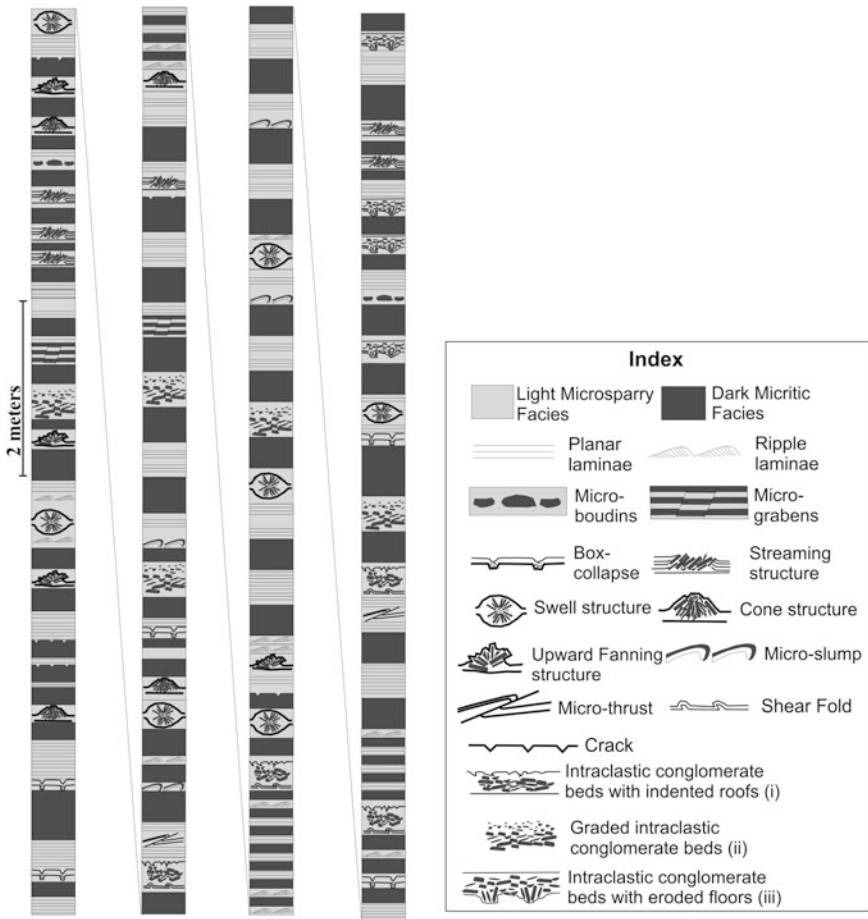 2 meters
Index
Light Microsparry
Facies
Dark Micritic
Facies
Planar
laminae
Ripple
laminae
Micro-
boudins
Micro-
grabens
Box-
collapse
Streaming
structure
Swell structure
Cone structure
Upward Fanning
structure
Micro-slump
Micro-thrust
Shear Fold
Crack
Intraclastic conglomerate
beds with indented roofs (i)
Graded intraclastic
conglomerate beds (ii)
Intraclastic conglomerate
beds with eroded floors (iii)